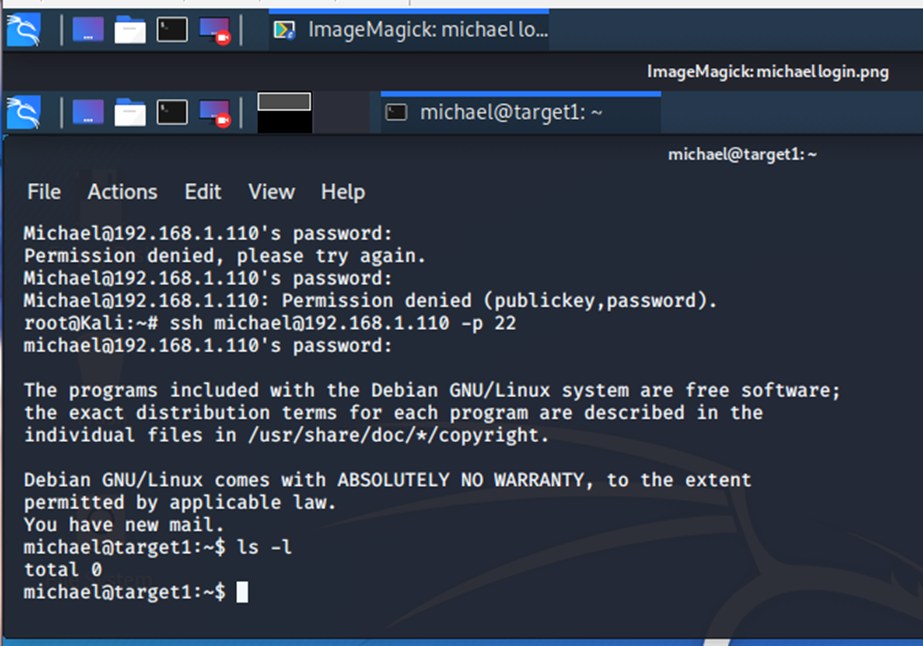 ImageMagick: michael lo...
ImageMagick: michael login.png
michael@target1: ~
michael@target1: ~
File Actions Edit View Help
Michael@192.168.1.110's password:
Permission denied, please try again.
Michael@192.168.1.110's password:
Michael@192.168.1.110: Permission denied (publickey,password).
root@Kali:~# ssh michael@192.168.1.110 -p 22
michael@192.168.1.110's password:
The programs included with the Debian GNU/Linux system are free software;
the exact distribution terms for each program are described in the
individual files in /usr/share/doc/*/copyright.
Debian GNU/Linux comes with ABSOLUTELY NO WARRANTY, to the extent
permitted by applicable law.
You have new mail.
michael@target1:~$ ls -l
total 0
michael@target1:~$